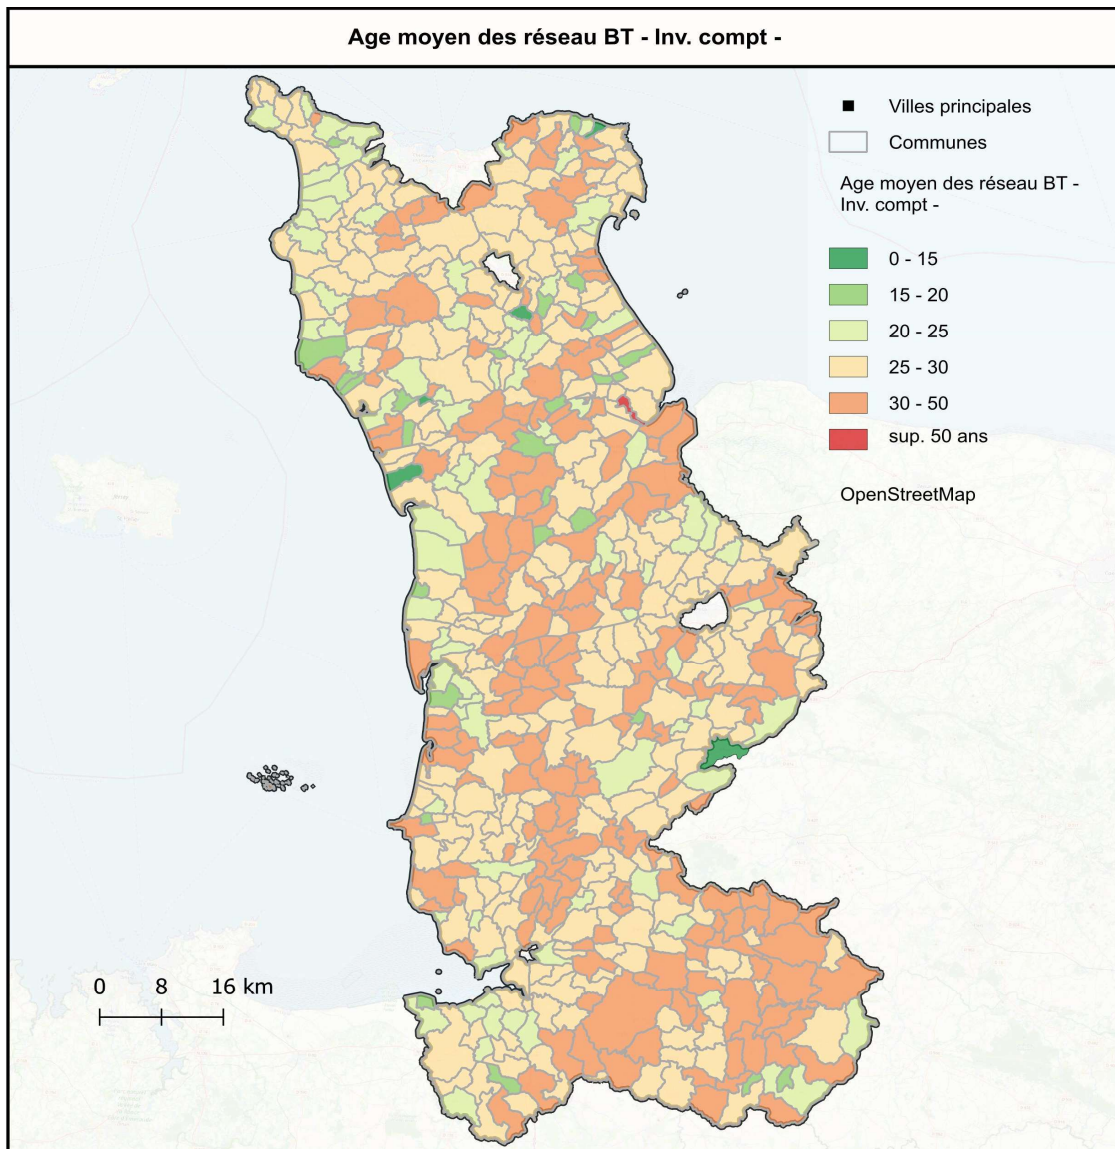 Age moyen des réseau BT - Inv. compt -
Villes principales
Communes
Age moyen des réseau BT -
Inv. compt -
0 - 15
15 - 20
20 - 25
25 - 30
30 - 50
sup. 50 ans
OpenStreetMap
0 8 16 km